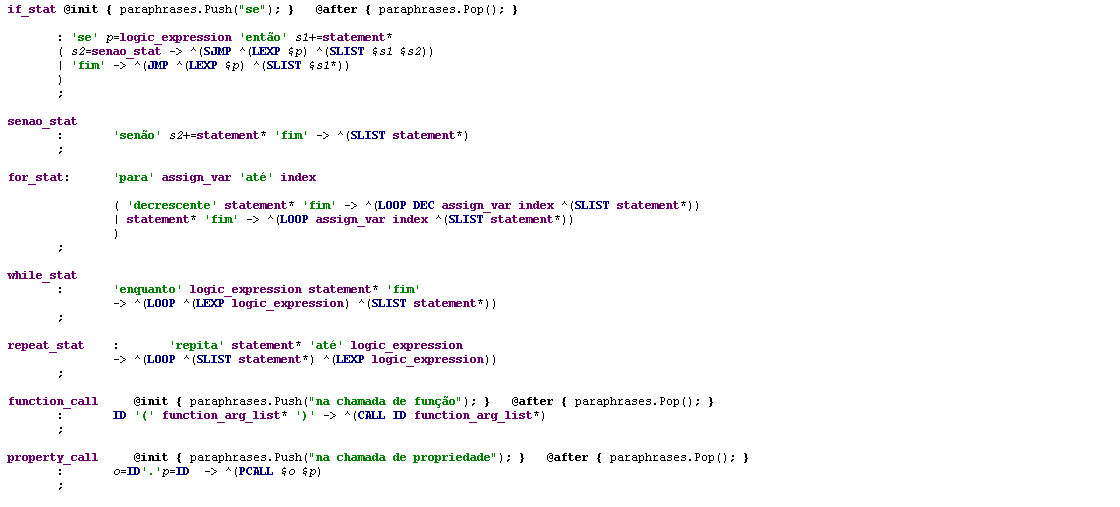 if_stat @init { paraphrases.Push("se"); }   @after { paraphrases.Pop(); }
: 'se' p=logic_expression 'então' s1+=statement*
( s2=senao_stat -> ^(SJMP ^(LEXP $p) ^(SLIST $s1 $s2))
| 'fim' -> ^(JMP ^(LEXP $p) ^(SLIST $s1*))
)
;
senao_stat
: 'senão' s2+=statement* 'fim' -> ^(SLIST statement*)
;
for_stat: 'para' assign_var 'até' index
( 'decrescente' statement* 'fim' -> ^(LOOP DEC assign_var index ^(SLIST statement*))
| statement* 'fim' -> ^(LOOP assign_var index ^(SLIST statement*))
)
;
while_stat
: 'enquanto' logic_expression statement* 'fim'
-> ^(LOOP ^(LEXP logic_expression) ^(SLIST statement*))
;
repeat_stat : 'repita' statement* 'até' logic_expression
-> ^(LOOP ^(SLIST statement*) ^(LEXP logic_expression))
;
function_call @init { paraphrases.Push("na chamada de função"); }   @after { paraphrases.Pop(); }
: ID '(' function_arg_list* ')' -> ^(CALL ID function_arg_list*)
;
property_call @init { paraphrases.Push("na chamada de propriedade"); }   @after { paraphrases.Pop(); }
: o=ID'.'p=ID  -> ^(PCALL $o $p)
;